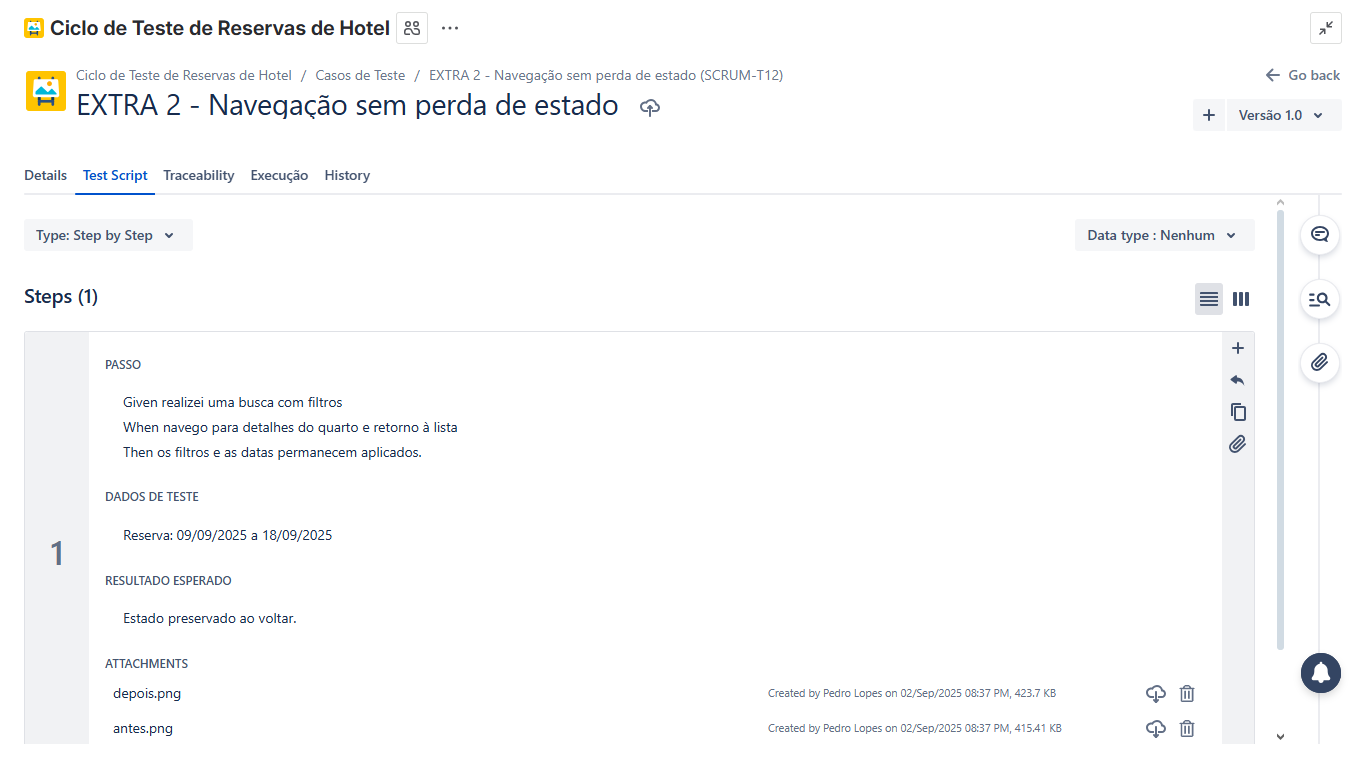 Ciclo de Teste de Reservas de Hotel
Ciclo de Teste de Reservas de Hotel / Casos de Teste / EXTRA 2 - Navegação sem perda de estado (SCRUM-T12)
Go back
EXTRA 2 - Navegação sem perda de estado
Versão 1.0
Details Test Script Traceability Execução History
Type: Step by Step
Data type : Nenhum
Steps (1)
1
PASSO
Given realizei uma busca com filtros
When navego para detalhes do quarto e retorno à lista
Then os filtros e as datas permanecem aplicados.
DADOS DE TESTE
Reserva: 09/09/2025 a 18/09/2025
RESULTADO ESPERADO
Estado preservado ao voltar.
ATTACHMENTS
depois.png Created by Pedro Lopes on 02/Sep/2025 08:37 PM, 423.7 KB
antes.png Created by Pedro Lopes on 02/Sep/2025 08:37 PM, 415.41 KB